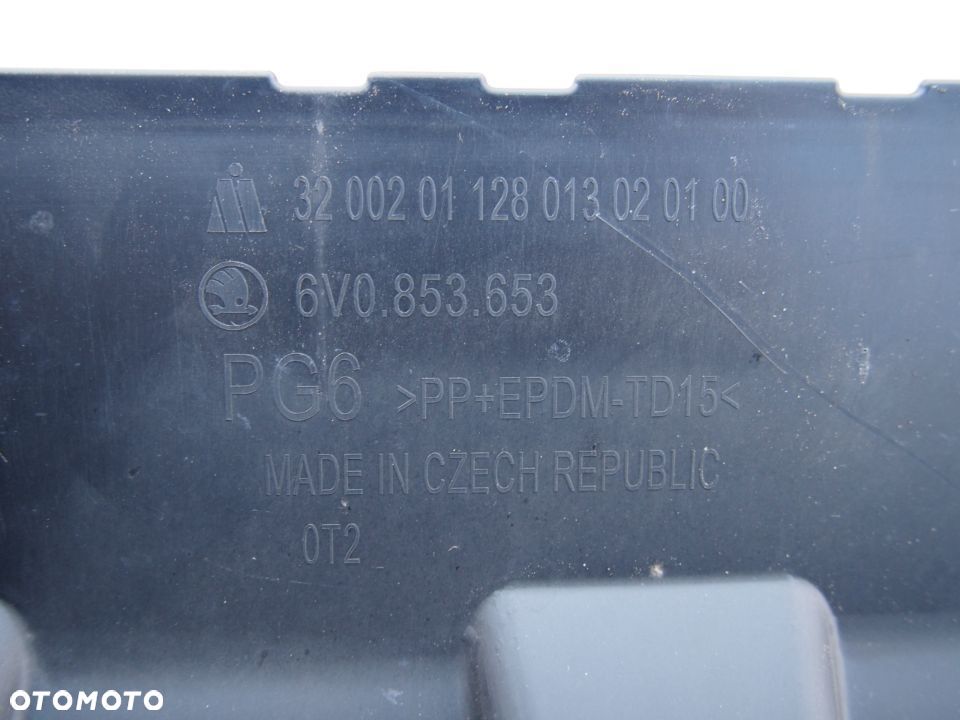 32 002 01 128 013 02 01 00
6V0.853.653
PG6 >PP+EPDM-TD15<
MADE IN CZECH REPUBLIC
0T2
OTOMOTO